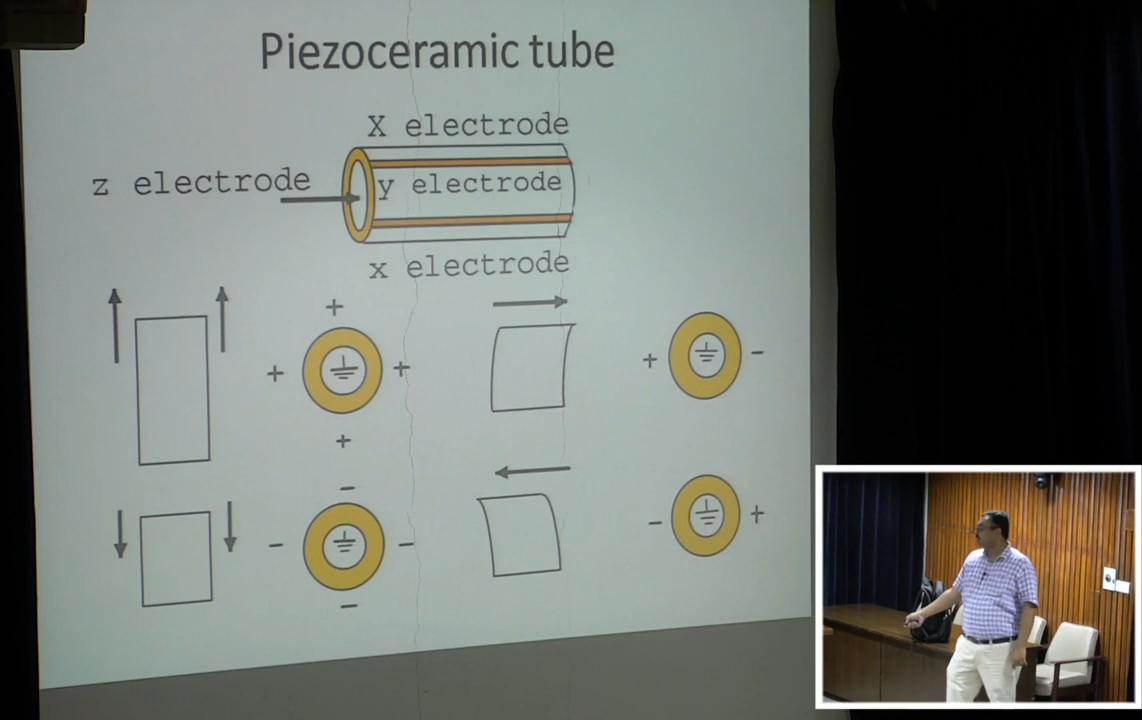 Piezoceramic tube
X electrode
z electrode
y electrode
x electrode
+
+ +
+
+ -
-
- -
-
- +